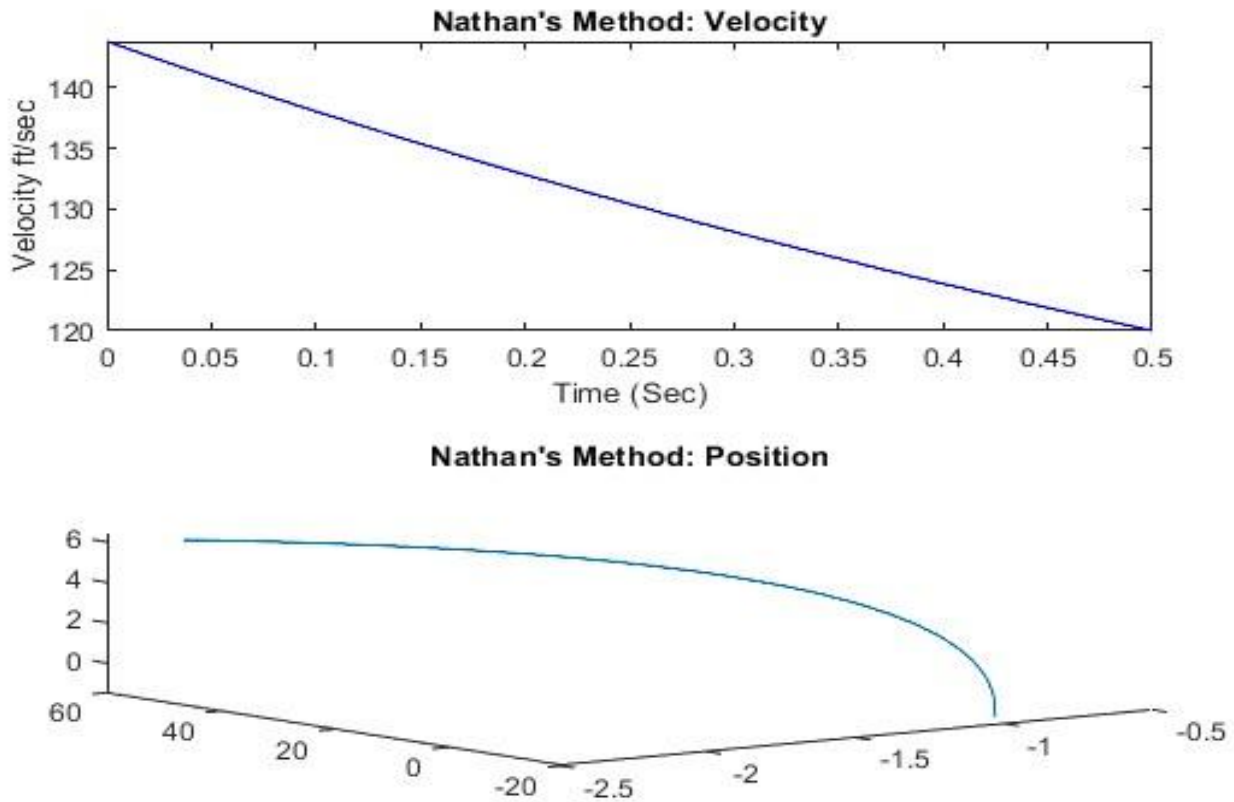 Nathan's Method: Velocity
140
135
130
125
120
Velocity ft/sec
0 0.05 0.1 0.15 0.2 0.25 0.3 0.35 0.4 0.45 0.5
Time (Sec)
Nathan's Method: Position
6
4
2
0
60 40 20 0 -20
-2.5 -2 -1.5 -1 -0.5